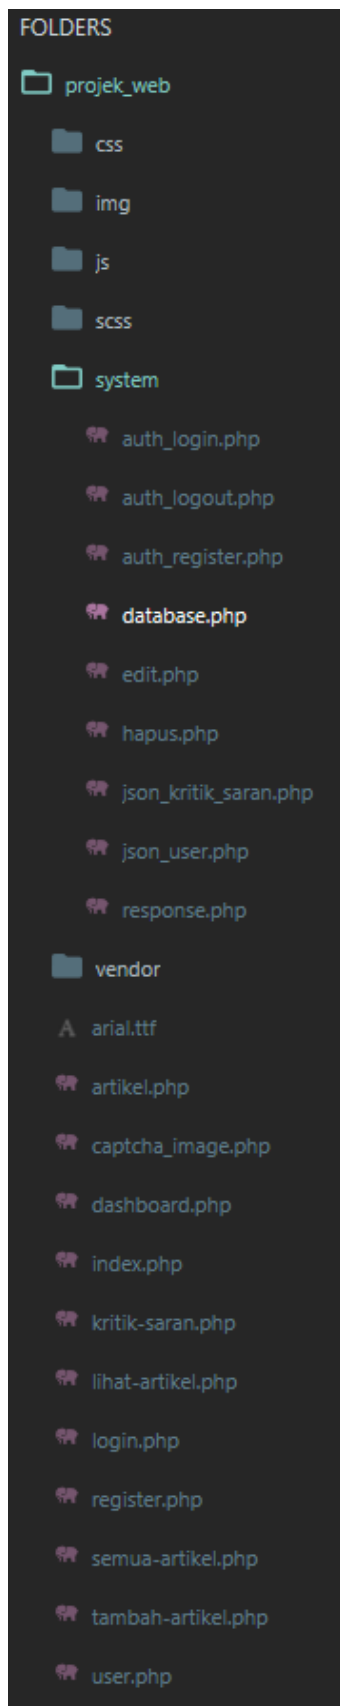 FOLDERS
projek_web
css
img
js
scss
system
auth_login.php
auth_logout.php
auth_register.php
database.php
edit.php
hapus.php
json_kritik_saran.php
json_user.php
response.php
vendor
arial.ttf
artikel.php
captcha_image.php
dashboard.php
index.php
kritik-saran.php
lihat-artikel.php
login.php
register.php
semua-artikel.php
tambah-artikel.php
user.php